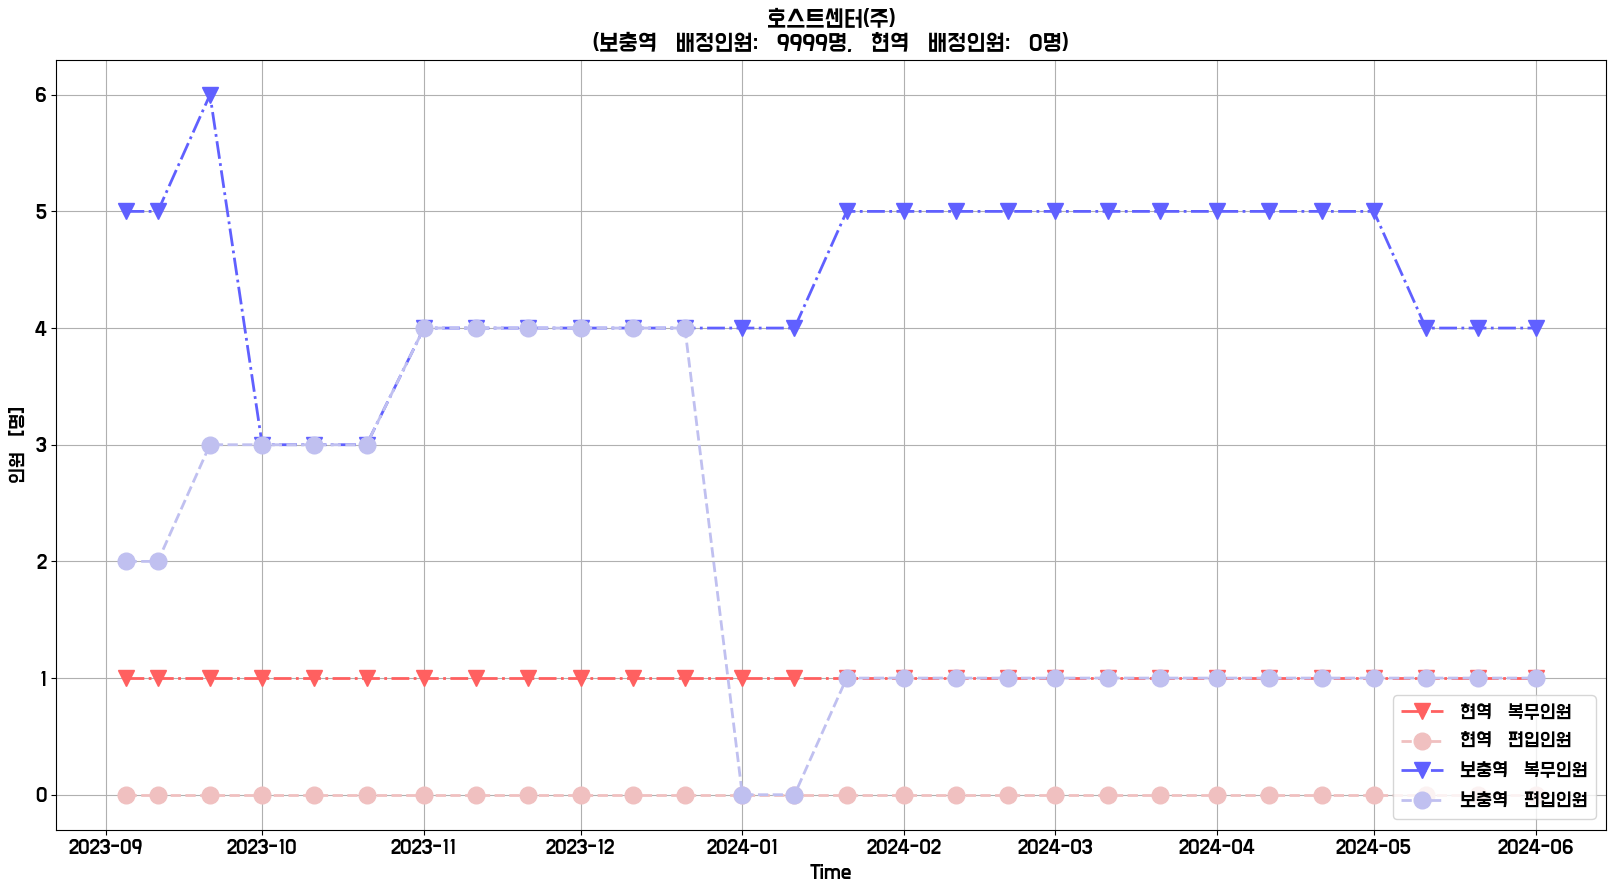 호스트센터(주)
(보충역 배정인원: 9999명, 현역 배정인원: 0명)
6
5
4
3
2
1
0
인원 [명]
2023-09 2023-10 2023-11 2023-12 2024-01 2024-02 2024-03 2024-04 2024-05 2024-06
Time
현역 복무인원
현역 편입인원
보충역 복무인원
보충역 편입인원